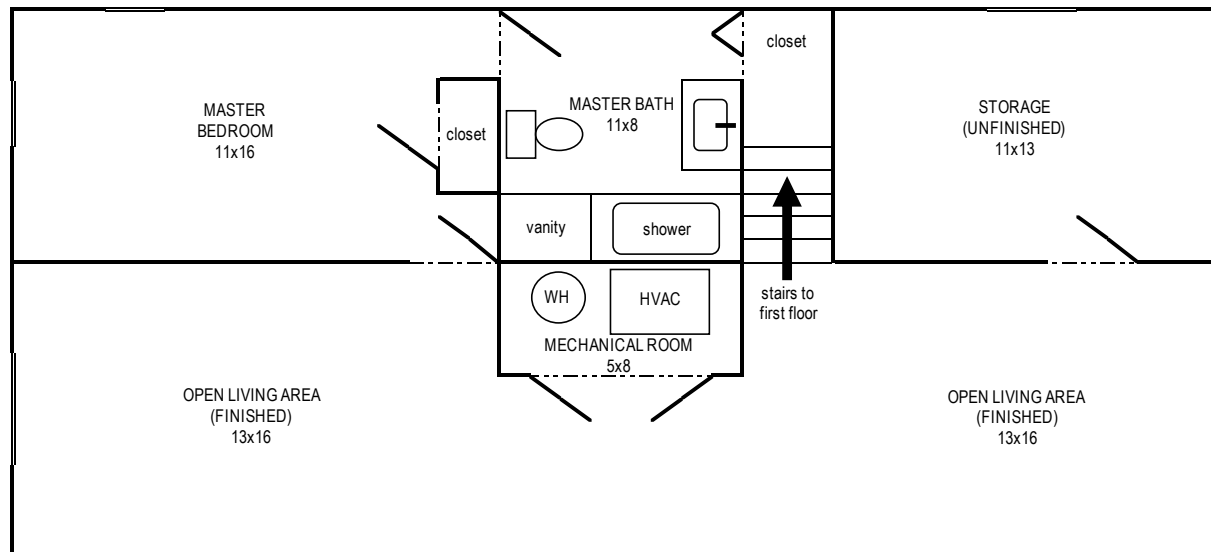 closet
MASTER
BEDROOM
11x16
closet
MASTER BATH
11x8
STORAGE
(UNFINISHED)
11x13
vanity
shower
WH
HVAC
stairs to
first floor
MECHANICAL ROOM
5x8
OPEN LIVING AREA
(FINISHED)
13x16
OPEN LIVING AREA
(FINISHED)
13x16